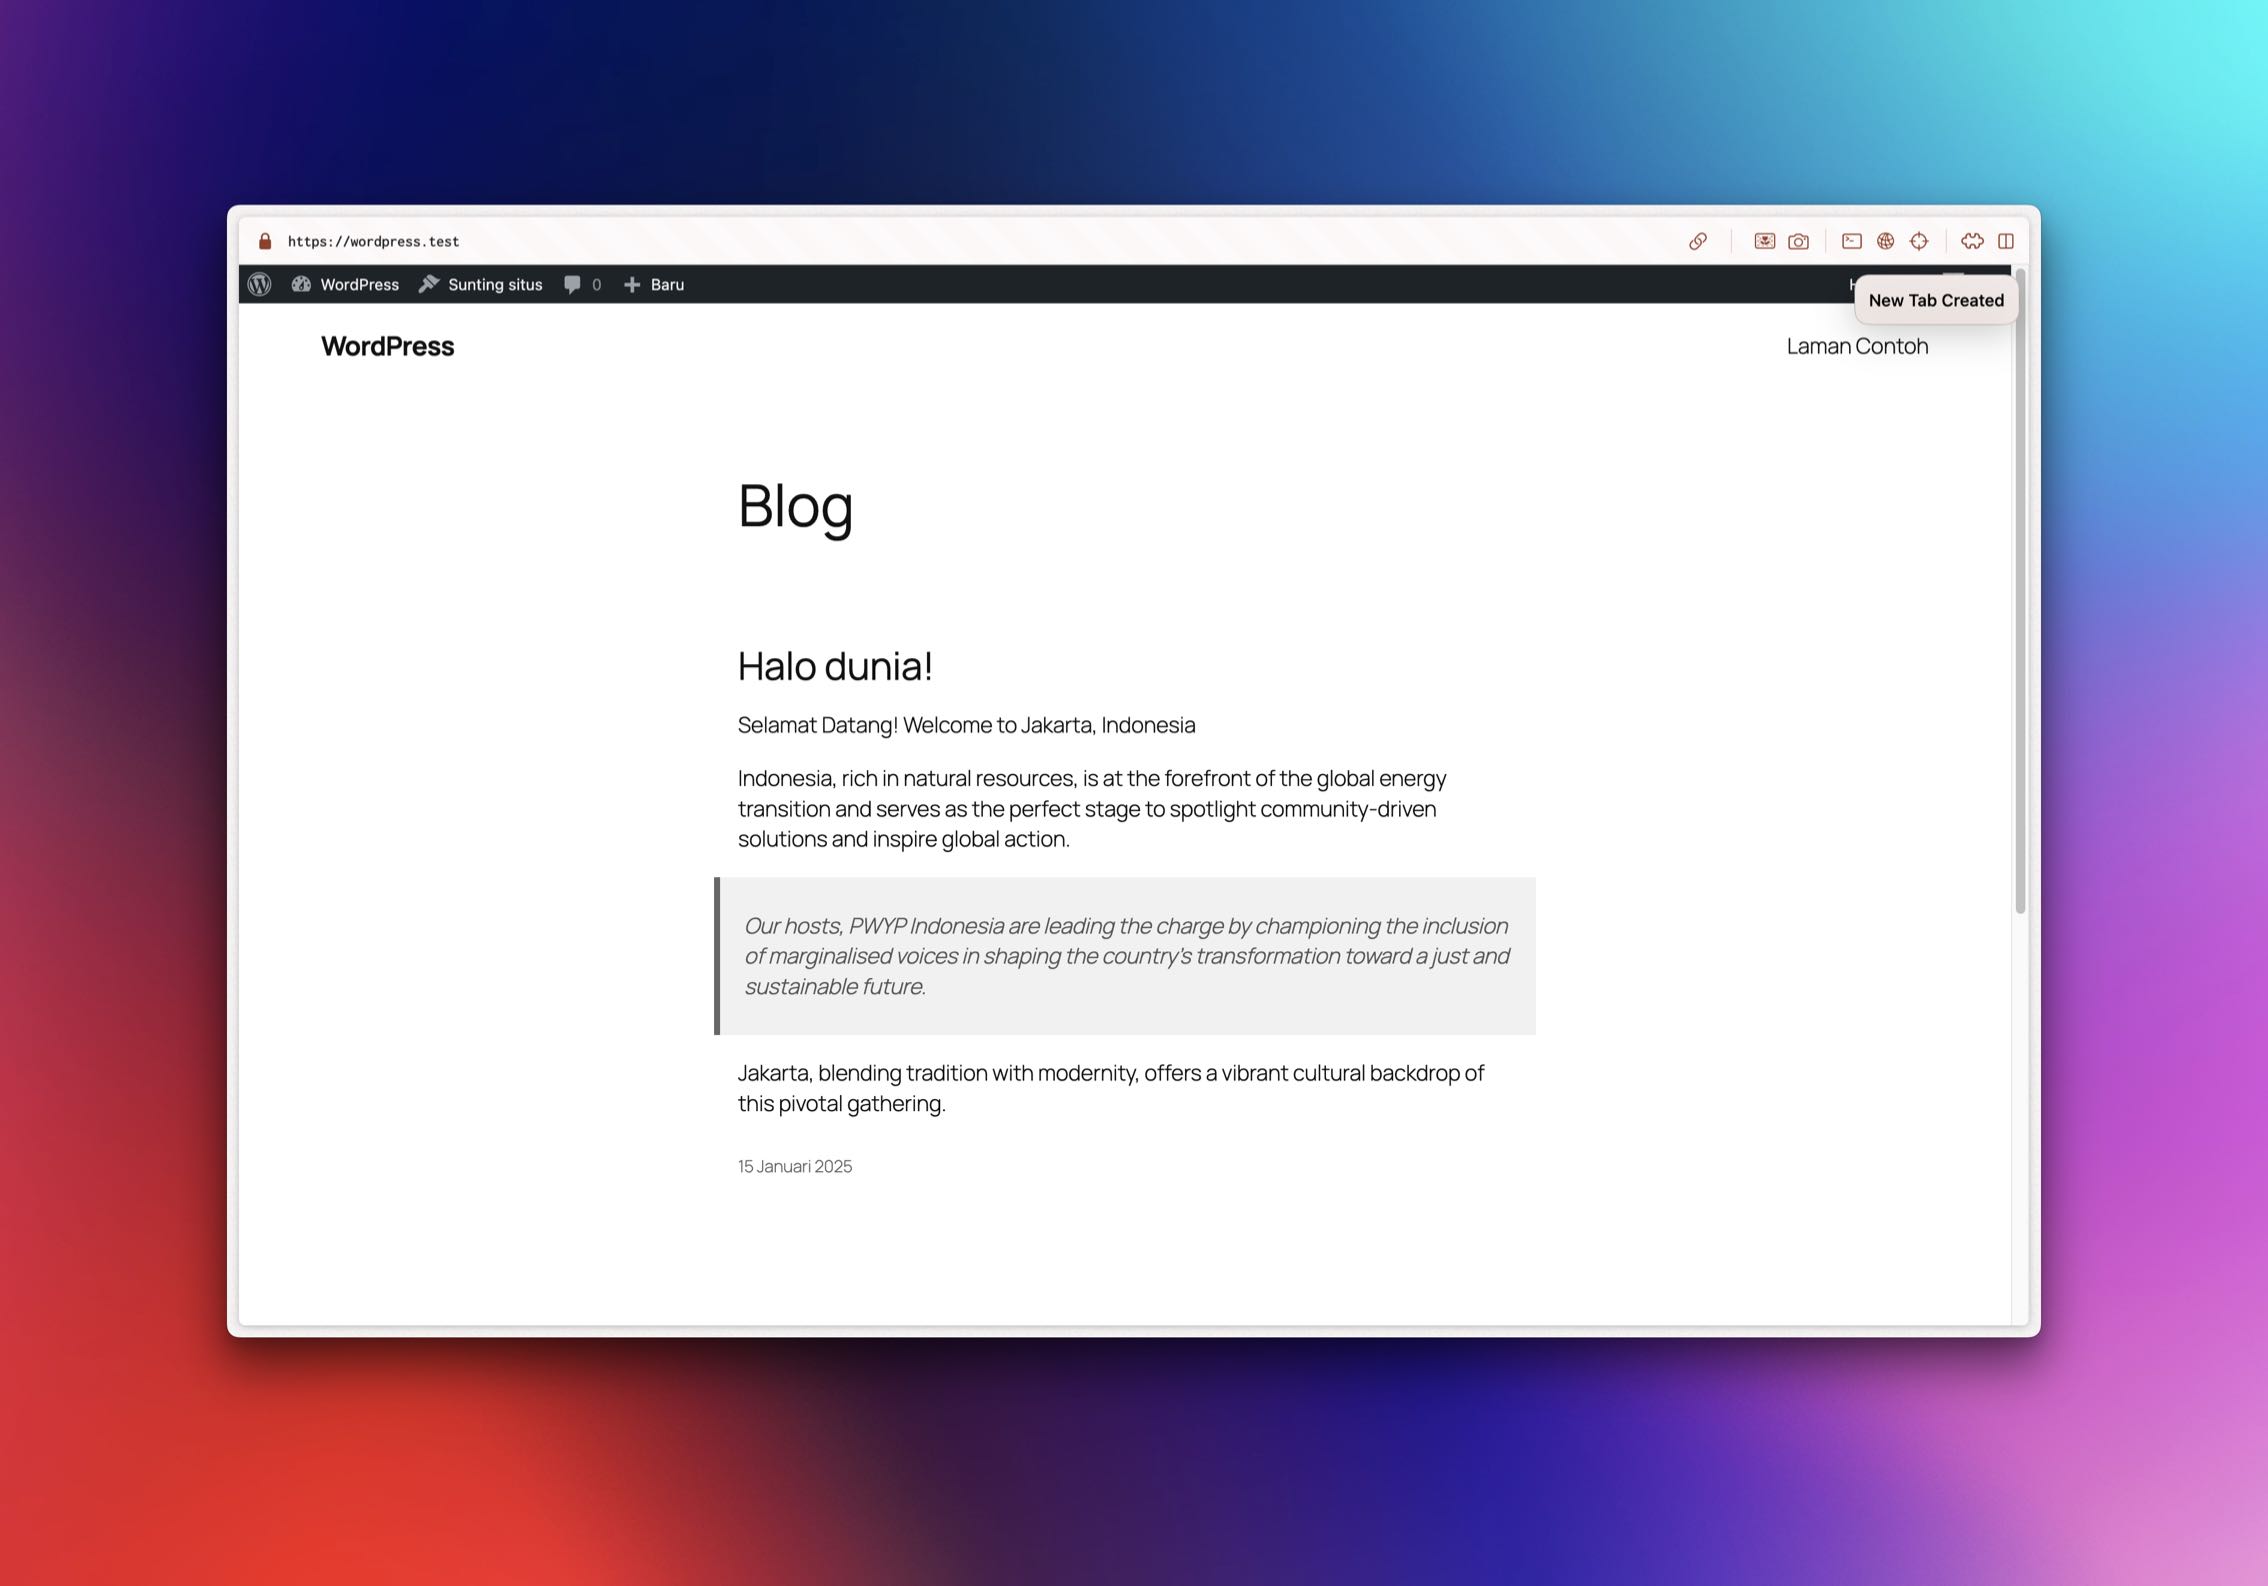 https://wordpress.test
WordPress Sunting situs 0 Baru
New Tab Created
WordPress
Laman Contoh
Blog
Halo dunia!
Selamat Datang! Welcome to Jakarta, Indonesia
Indonesia, rich in natural resources, is at the forefront of the global energy
transition and serves as the perfect stage to spotlight community-driven
solutions and inspire global action.
Our hosts, PWYP Indonesia are leading the charge by championing the inclusion
of marginalised voices in shaping the country's transformation toward a just and
sustainable future.
Jakarta, blending tradition with modernity, offers a vibrant cultural backdrop of
this pivotal gathering.
15 Januari 2025